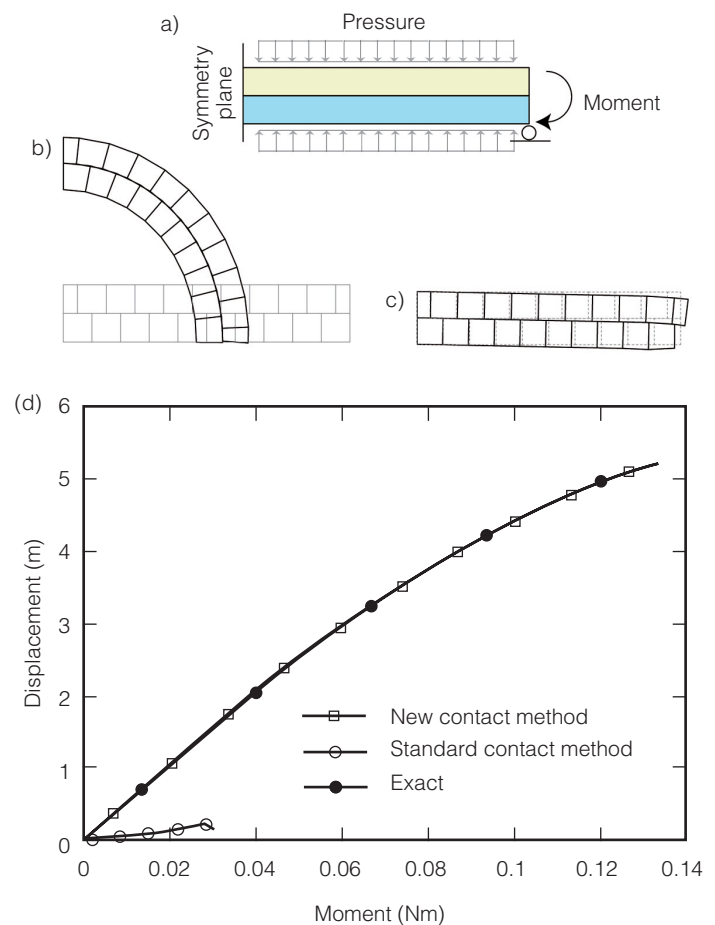 a)
Pressure
Symmetry
plane
Moment
b)
c)
(d)
6
5
4
3
2
1
0
Displacement (m)
New contact method
Standard contact method
Exact
0
0.02
0.04
0.06
0.08
0.1
0.12
0.14
Moment (Nm)